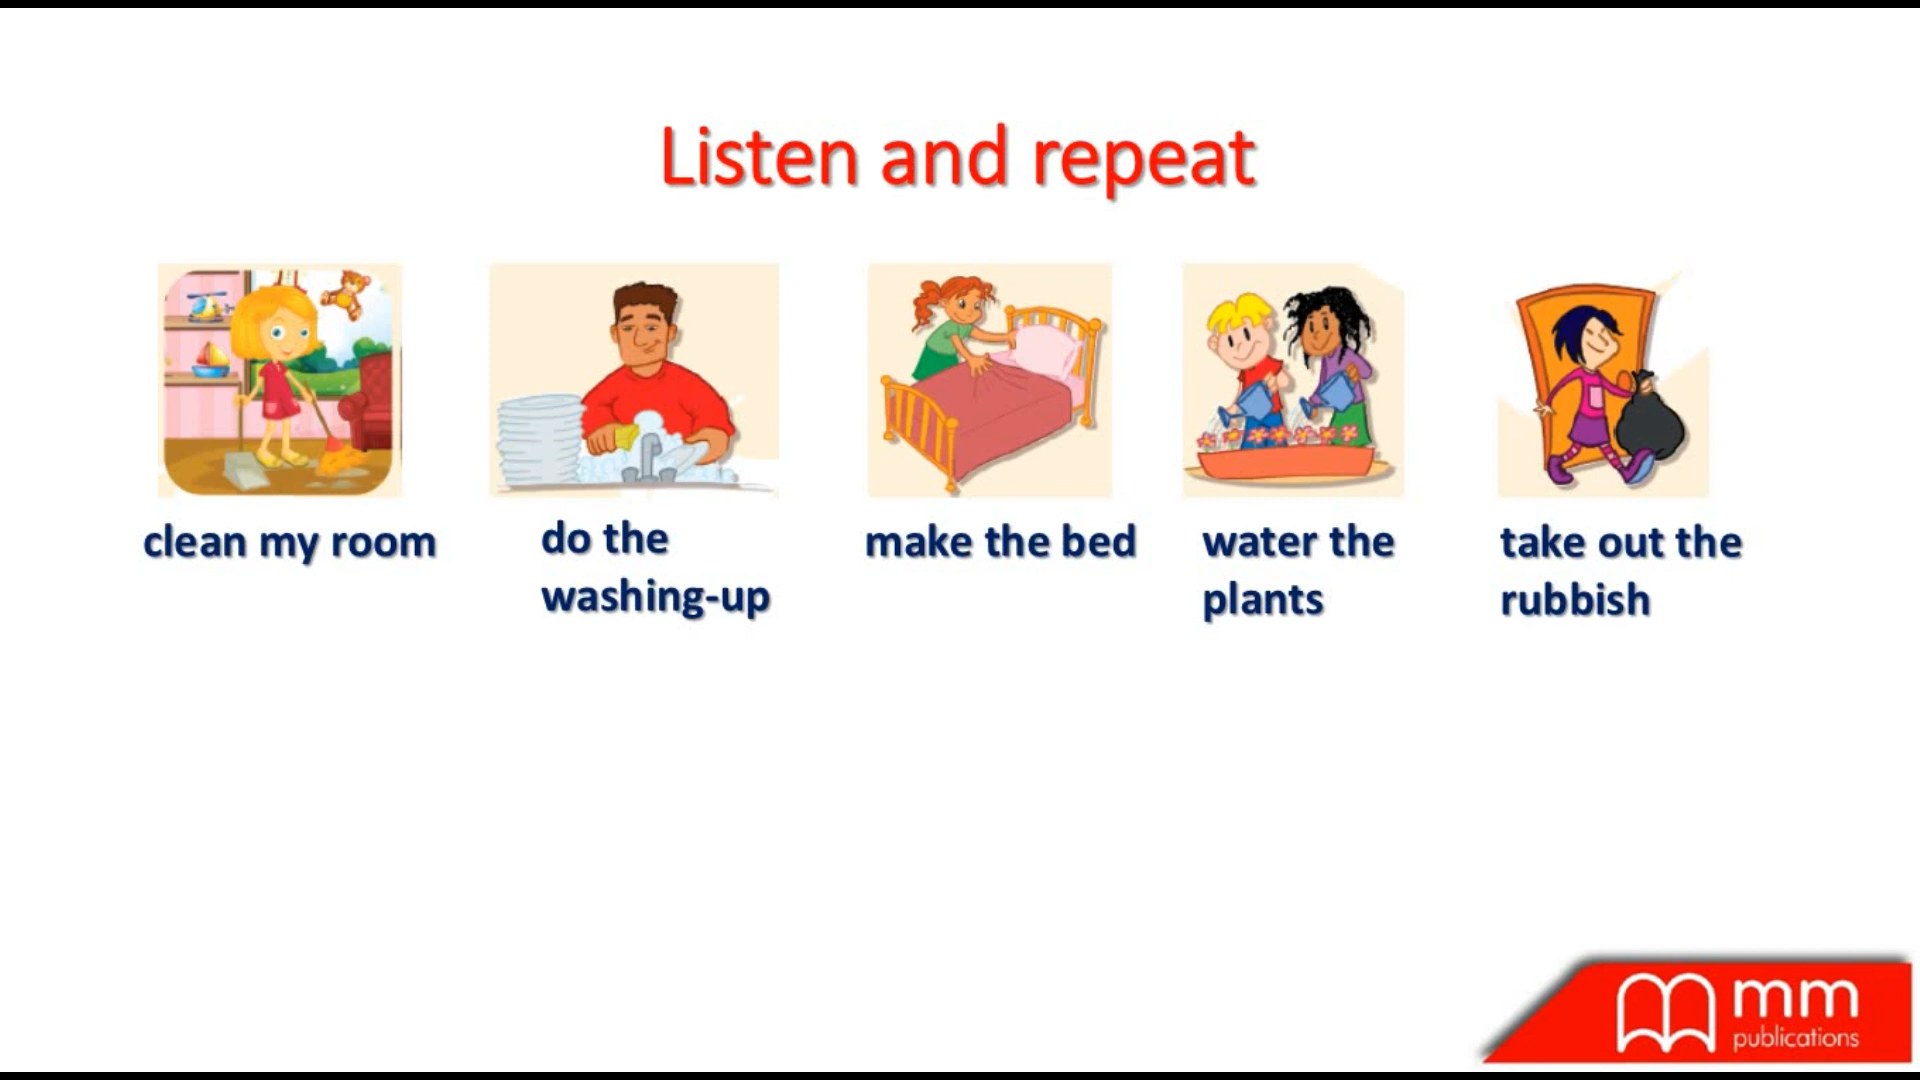 Listen and repeat
clean my room
do the
washing-up
make the bed
water the
plants
take out the
rubbish
mm
publications